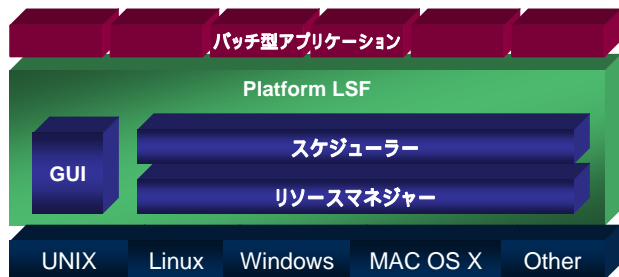 バッチ型アプリケーション
Platform LSF
スケジューラー
GUI
リソースマネジャー
UNIX Linux Windows MAC OS X Other